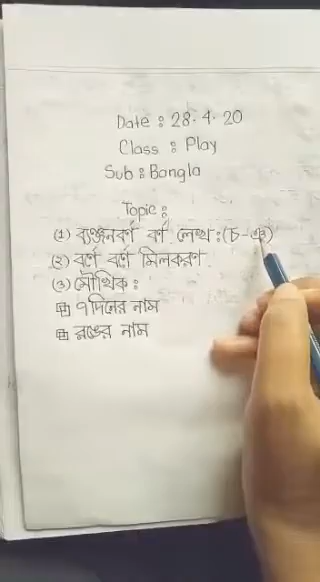 Date : 28.4.20
Class : Play
Sub : Bangla
Topic :
(১) ব্যঞ্জনবর্ণ বর্ণ লেখা : (চ-ঞ)
(২) বর্ণে বর্ণে মিলকরণ
(৩) মৌখিক :
৭ দিনের নাম
রঙের নাম